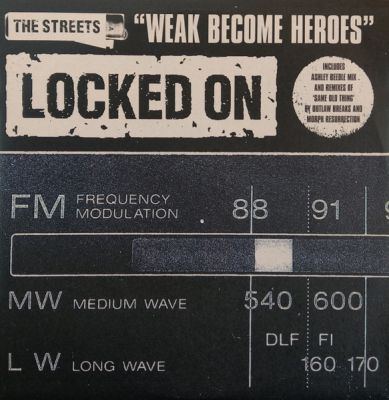 THE STREETS
"WEAK BECOME HEROES"
LOCKED ON
INCLUDES
ASHLEY BEEDLE MIX
AND REMIXES OF
'SAME OLD THING'
BY OUTLAW BREAKS AND
MORPH RESURRECTION
FM FREQUENCY MODULATION 88 91
MW MEDIUM WAVE 540 600
DLF FI
LW LONG WAVE 160 170